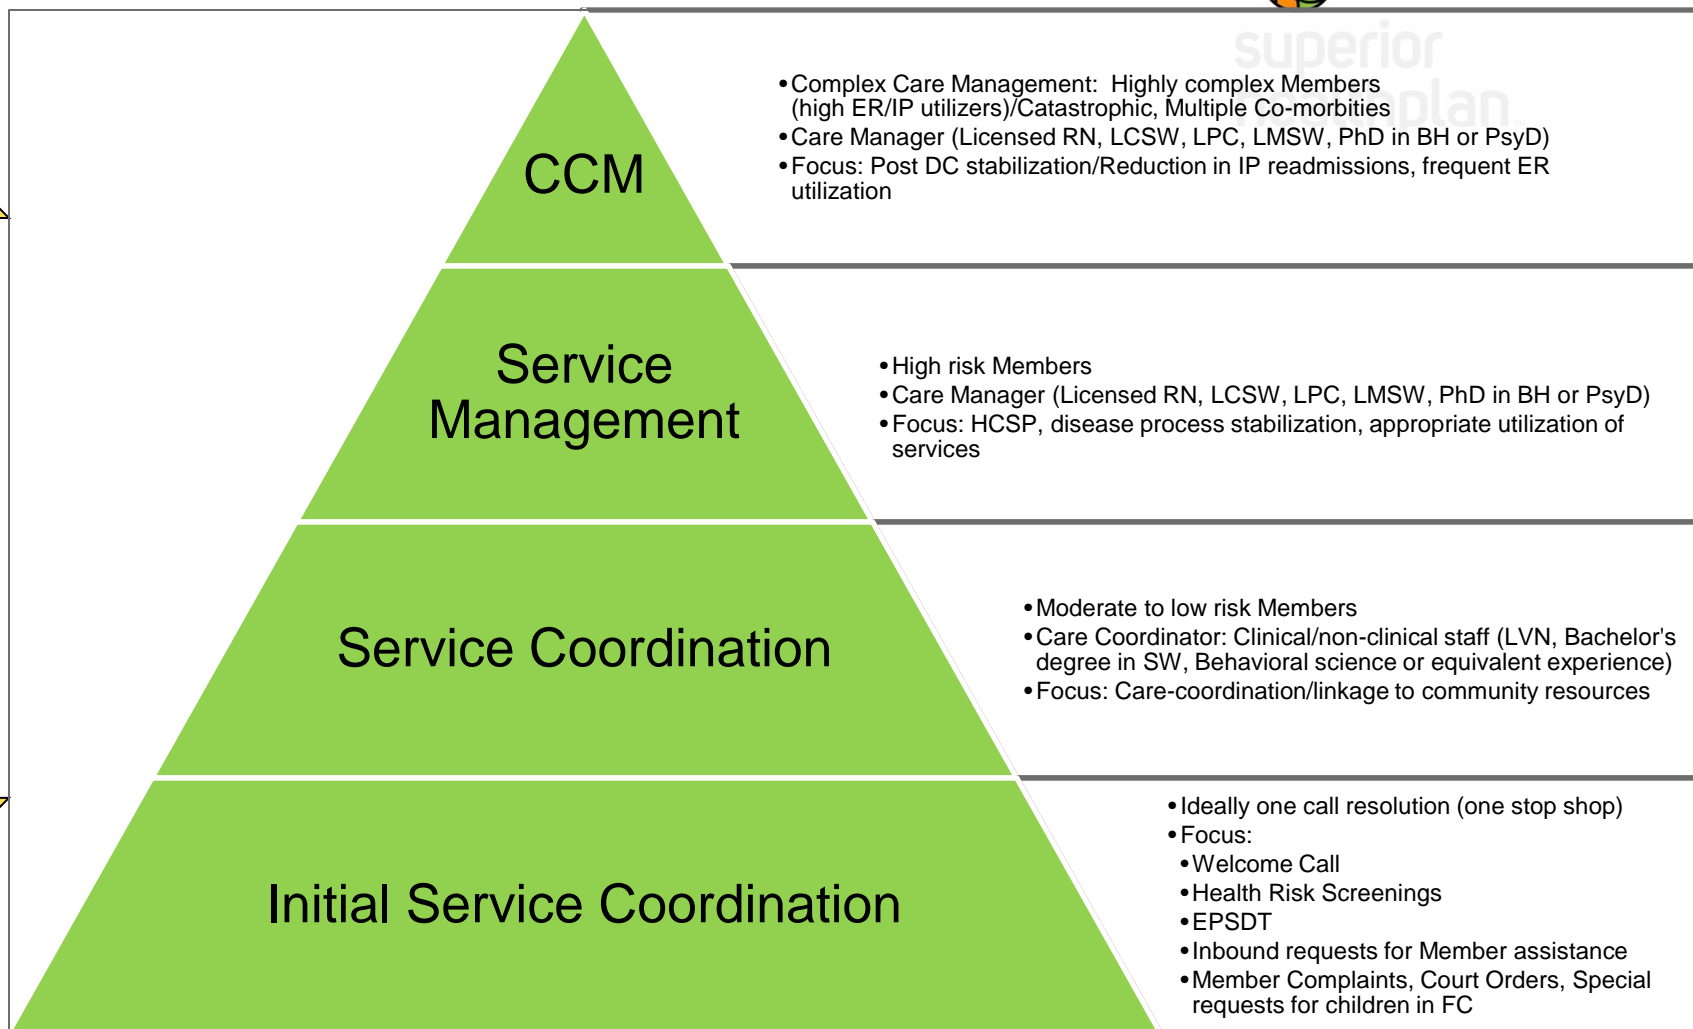 superior
healthplan
CCM
•Complex Care Management:  Highly complex Members
(high ER/IP utilizers)/Catastrophic, Multiple Co-morbities
•Care Manager (Licensed RN, LCSW, LPC, LMSW, PhD in BH or PsyD)
•Focus: Post DC stabilization/Reduction in IP readmissions, frequent ER
utilization
Service
Management
•High risk Members
•Care Manager (Licensed RN, LCSW, LPC, LMSW, PhD in BH or PsyD)
•Focus: HCSP, disease process stabilization, appropriate utilization of
services
Service Coordination
•Moderate to low risk Members
•Care Coordinator: Clinical/non-clinical staff (LVN, Bachelor's
degree in SW, Behavioral science or equivalent experience)
•Focus: Care-coordination/linkage to community resources
Initial Service Coordination
•Ideally one call resolution (one stop shop)
•Focus:
•Welcome Call
•Health Risk Screenings
•EPSDT
•Inbound requests for Member assistance
•Member Complaints, Court Orders, Special
requests for children in FC